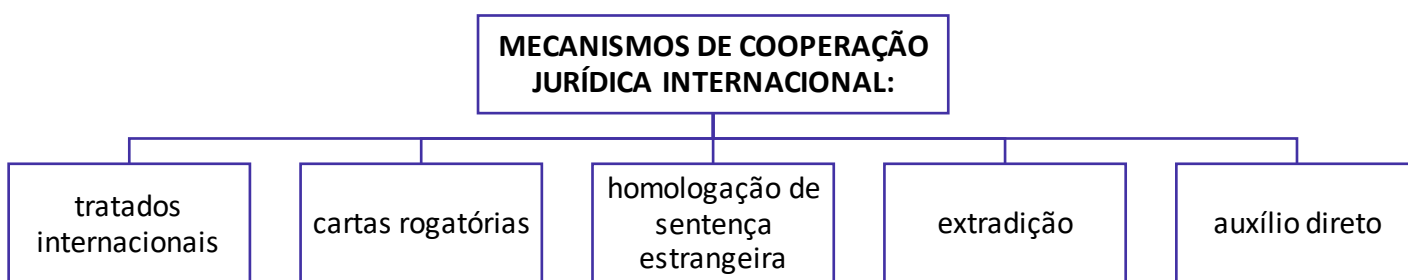 MECANISMOS DE COOPERAÇÃO
JURÍDICA INTERNACIONAL:
tratados
internacionais
cartas rogatórias
homologação de
sentença
estrangeira
extradição
auxílio direto